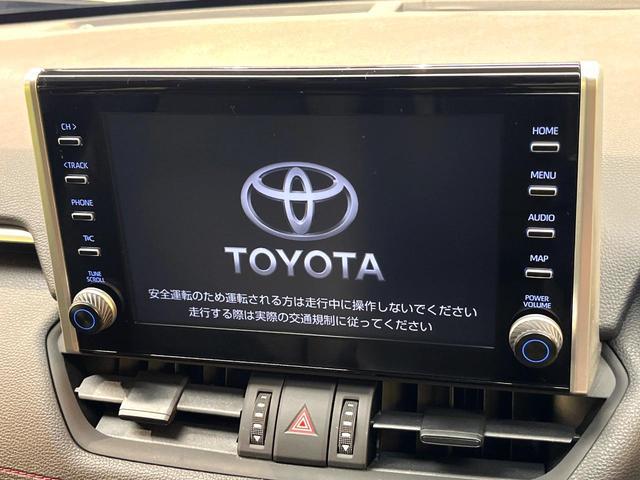 CH >
< TRACK
PHONE
TAC
TUNE
SCROLL
HOME
MENU
AUDIO
MAP
POWER
VOLUME
TOYOTA
安全運転のため運転される方は走行中に操作しないでください
走行する際は実際の交通規制に従ってください